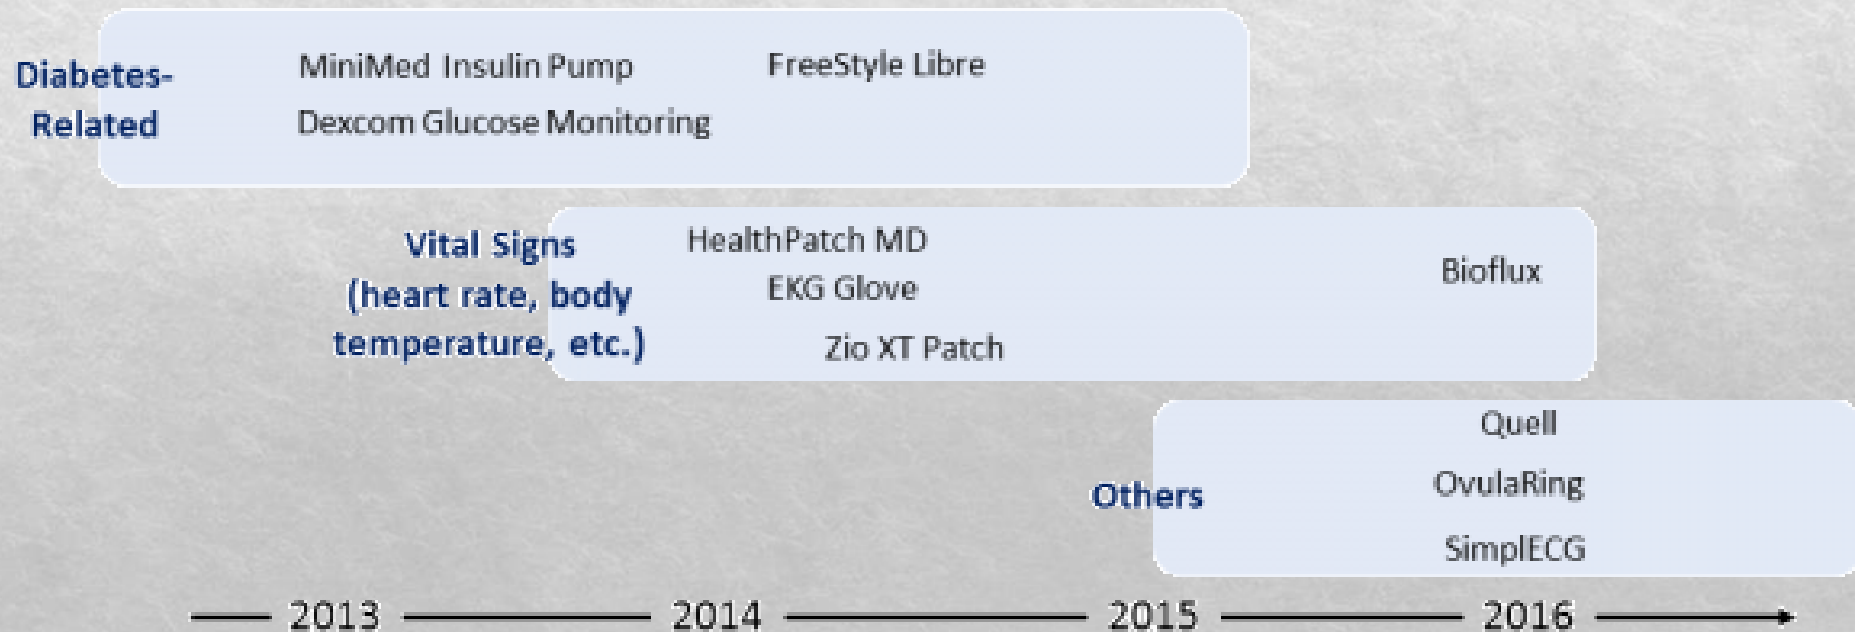 Diabetes-
Related
MiniMed Insulin Pump
FreeStyle Libre
Dexcom Glucose Monitoring
Vital Signs
(heart rate, body
temperature, etc.)
HealthPatch MD
EKG Glove
Zio XT Patch
Bioflux
Others
Quell
OvulaRing
SimplECG
2013 2014 2015 2016